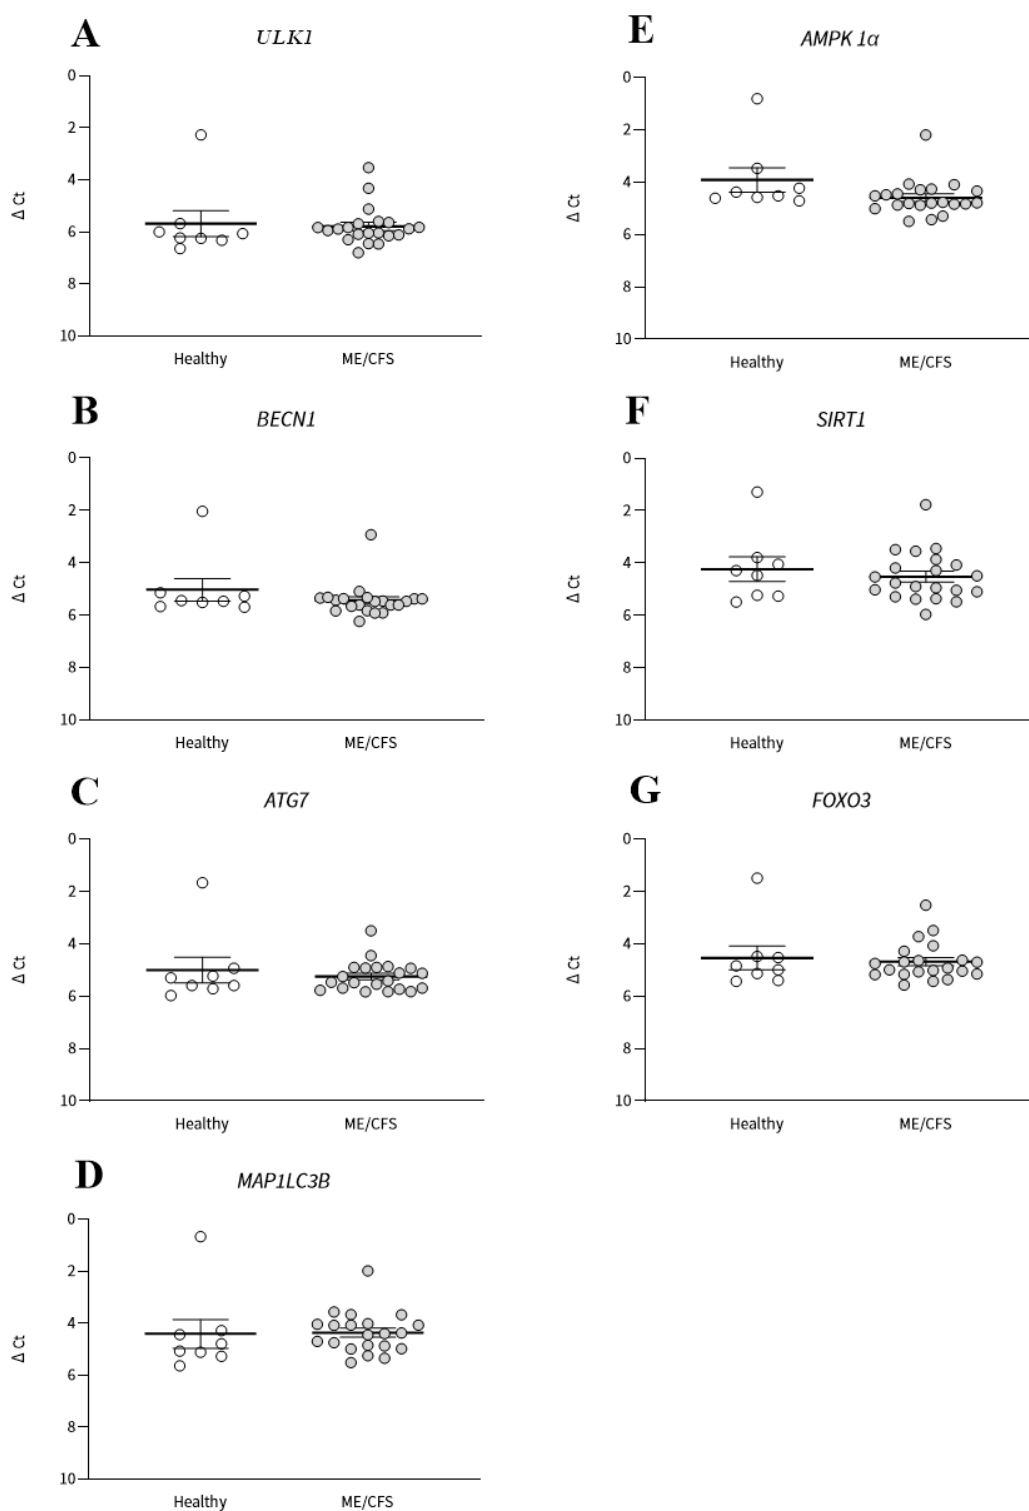 A
ULK1
0
2
4
6
8
10
Δ Ct
Healthy
ME/CFS
B
BECN1
0
2
4
6
8
10
Δ Ct
Healthy
ME/CFS
C
ATG7
0
2
4
6
8
10
Δ Ct
Healthy
ME/CFS
D
MAP1LC3B
0
2
4
6
8
10
Δ Ct
Healthy
ME/CFS
E
AMPK 1α
0
2
4
6
8
10
Δ Ct
Healthy
ME/CFS
F
SIRT1
0
2
4
6
8
10
Δ Ct
Healthy
ME/CFS
G
FOXO3
0
2
4
6
8
10
Δ Ct
Healthy
ME/CFS